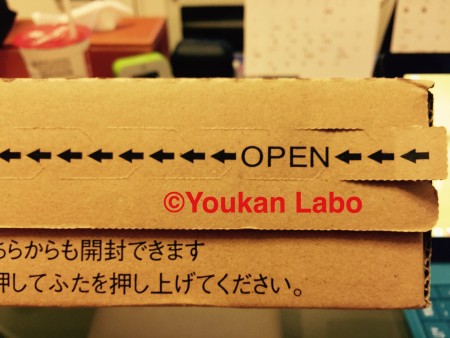 ←←←←←←←←OPEN←←←
©Youkan Labo
ちらからも開封できます
押してふたを押し上げてください。